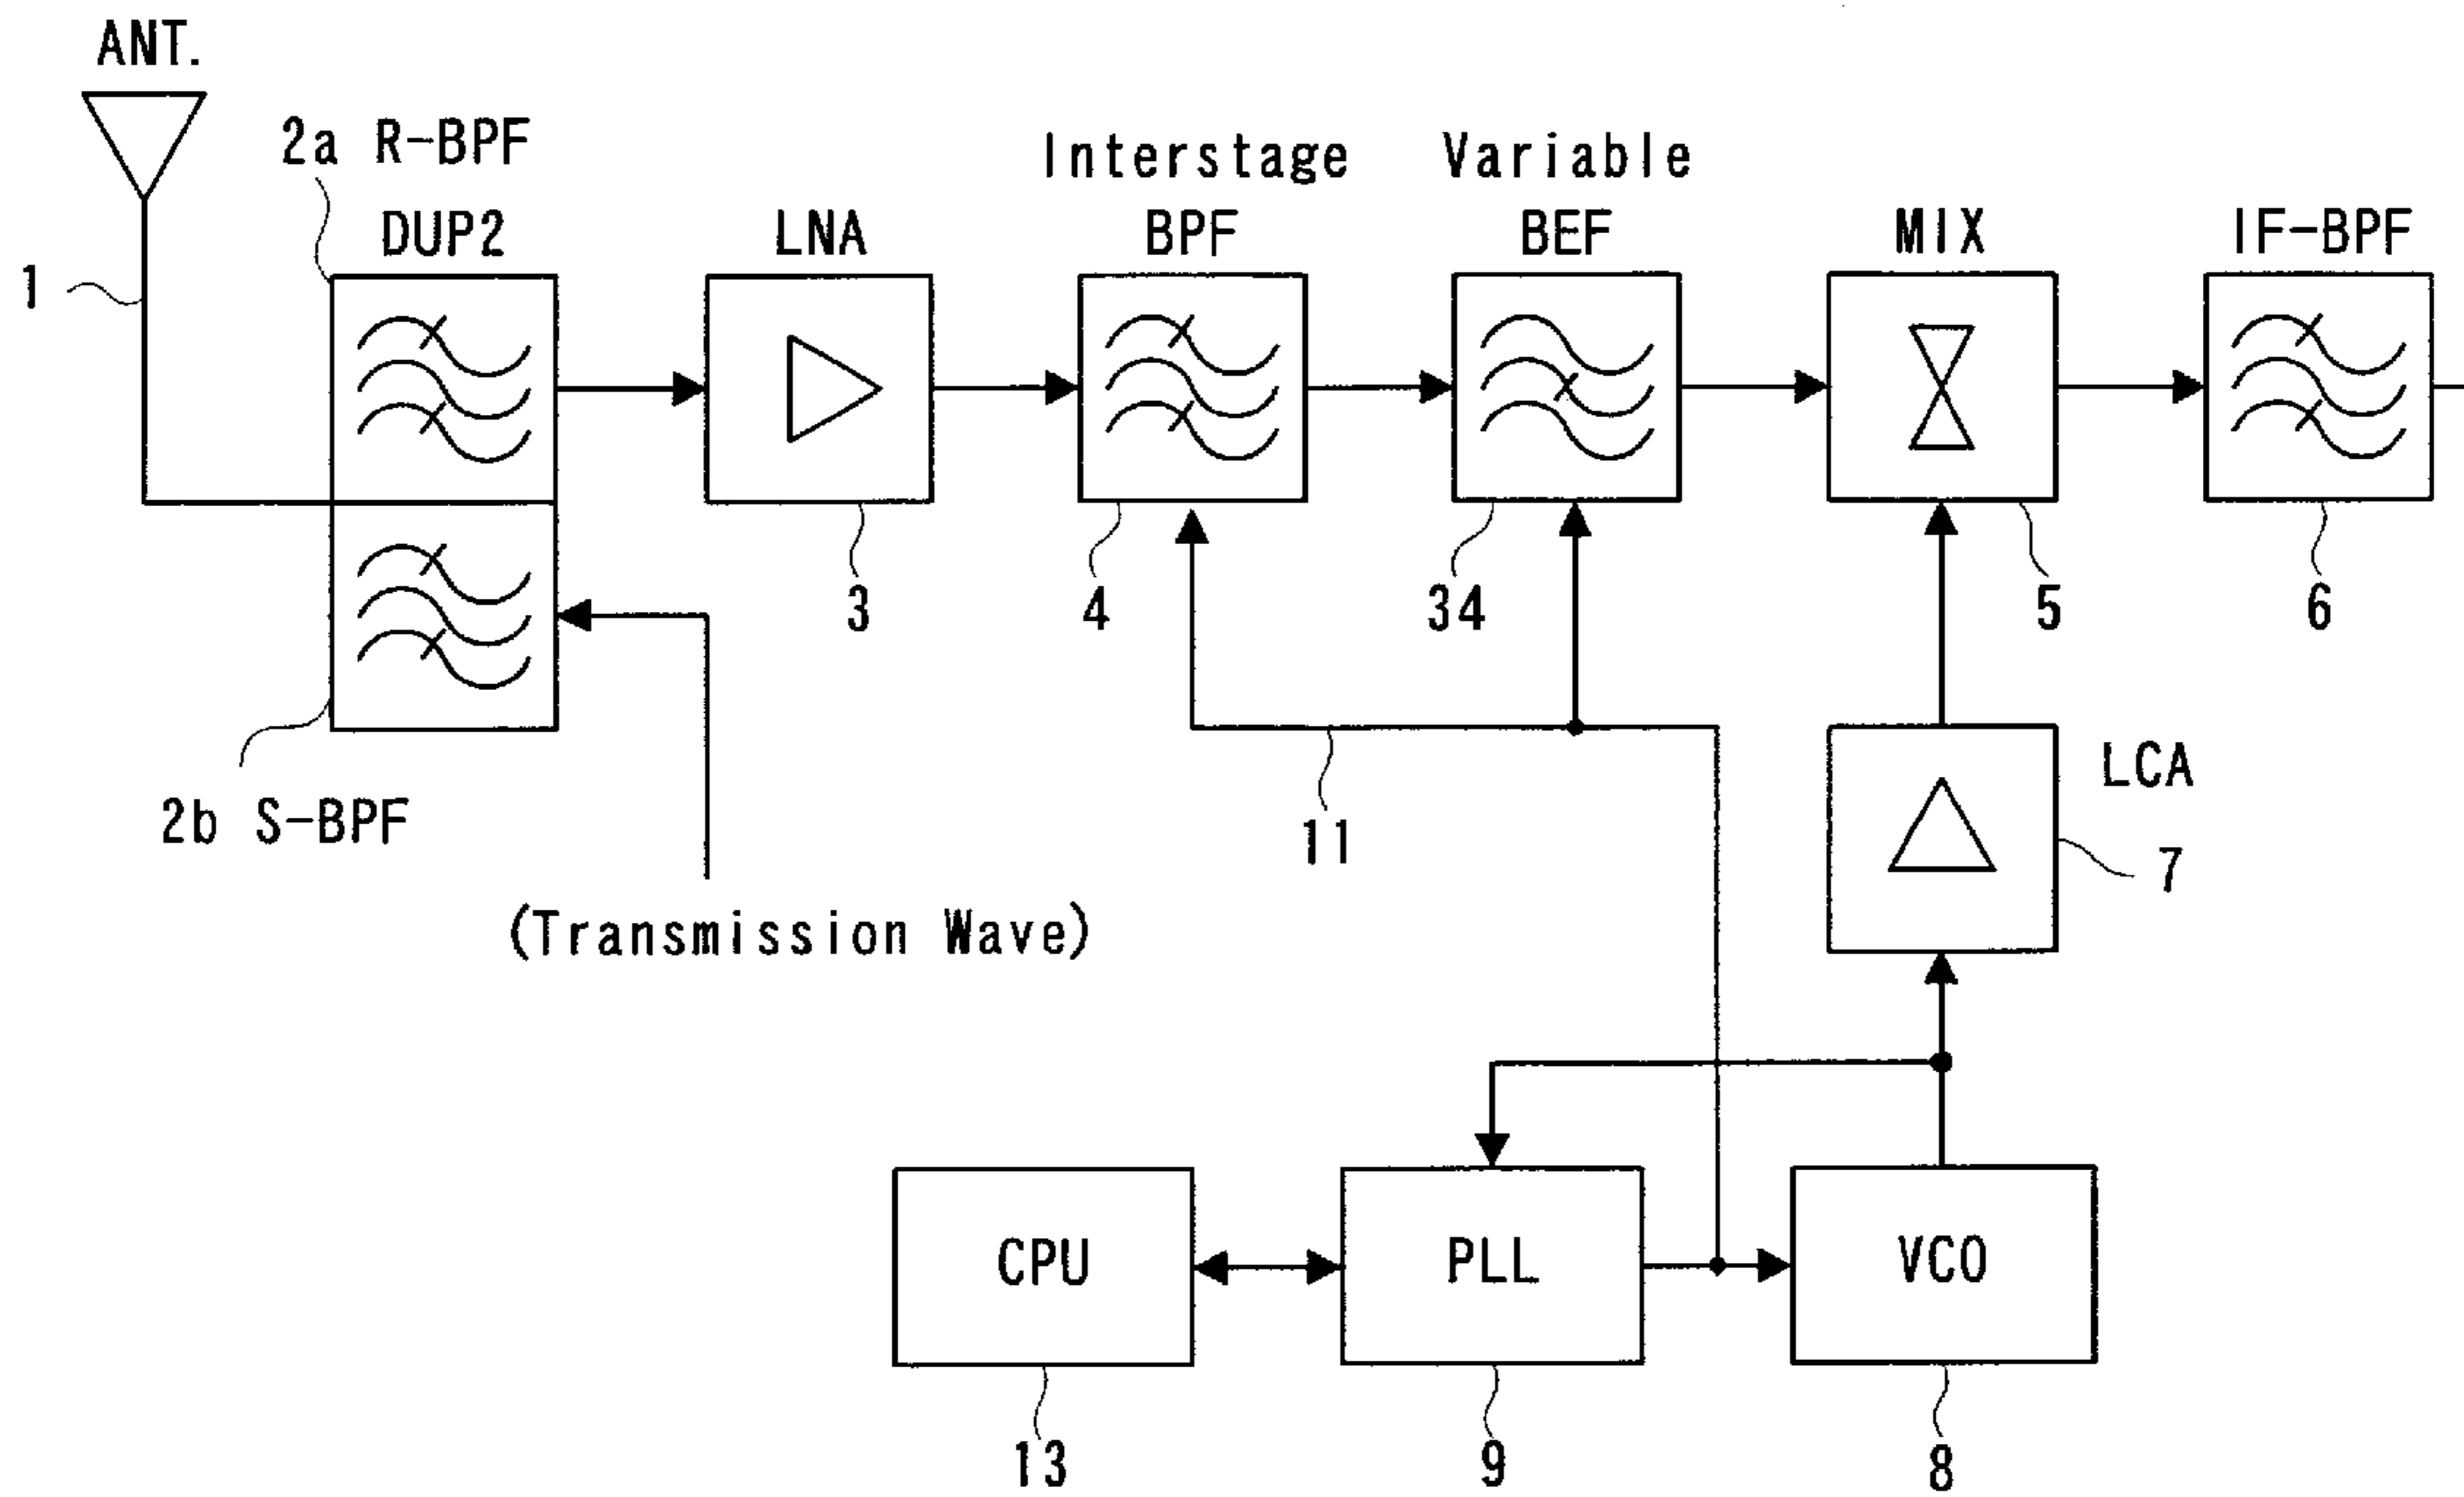 ANT.
2a R-BPF
DUP2
LNA
Interstage
BPF
Variable
BEF
MIX
IF-BPF
1
3
4
34
5
6
2b S-BPF
11
LCA
7
(Transmission Wave)
CPU
PLL
VCO
13
9
8